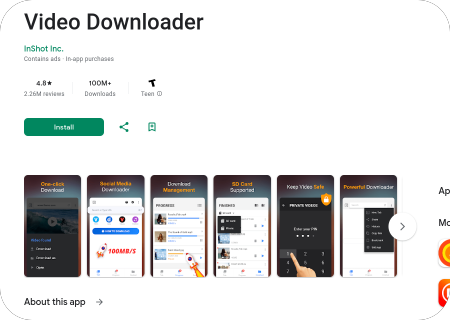 Video Downloader
InShot Inc.
Contains ads · In-app purchases
4.8★
2.26M reviews
100M+
Downloads
T
Teen
Install
One-click
Download
Social Media
Downloader
100MB/S
Download
Management
PROGRESS
SD Card
Supported
FINISHED
Keep Video Safe
PRIVATE VIDEOS
Enter your PIN
Powerful Downloader
Ap
Mo
About this app